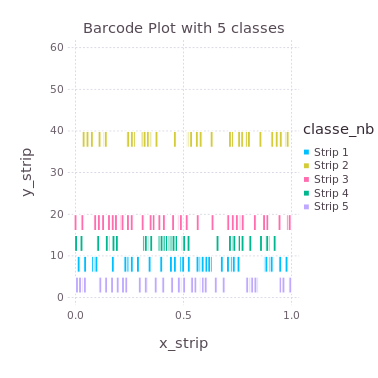 Barcode Plot with 5 classes
60
50
40
30
20
10
0
y_strip
0.0
0.5
1.0
x_strip
classe_nb
Strip 1
Strip 2
Strip 3
Strip 4
Strip 5